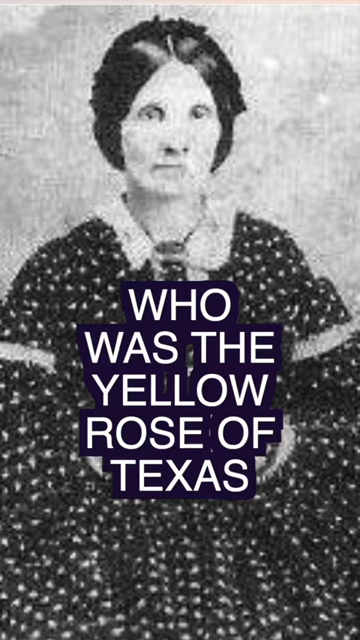 WHO
WAS THE
YELLOW
ROSE OF
TEXAS